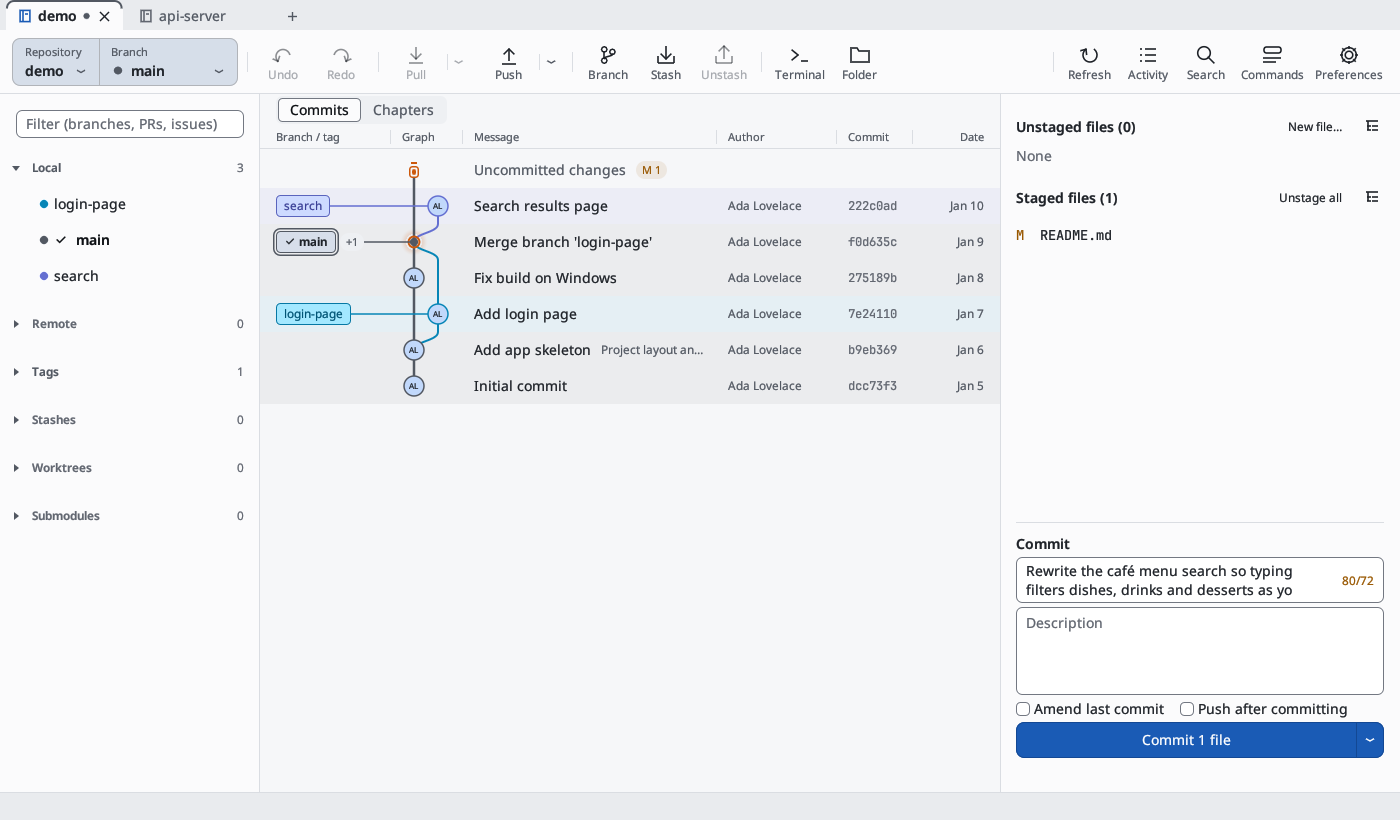 demo
api-server
Repository
demo
Branch
main
Undo
Redo
Pull
Push
Branch
Stash
Unstash
Terminal
Folder
Refresh
Activity
Search
Commands
Preferences
Filter (branches, PRs, issues)
Local 3
login-page
main
search
Remote 0
Tags 1
Stashes 0
Worktrees 0
Submodules 0
Commits Chapters
Branch / tag Graph Message Author Commit Date
Uncommitted changes M 1
search AL Search results page Ada Lovelace 222c0ad Jan 10
main +1 Merge branch 'login-page' Ada Lovelace f0d635c Jan 9
AL Fix build on Windows Ada Lovelace 275189b Jan 8
login-page AL Add login page Ada Lovelace 7e24110 Jan 7
AL Add app skeleton Project layout an... Ada Lovelace b9eb369 Jan 6
AL Initial commit Ada Lovelace dcc73f3 Jan 5
Unstaged files (0) New file...
None
Staged files (1) Unstage all
M README.md
Commit
Rewrite the café menu search so typing
filters dishes, drinks and desserts as yo
80/72
Description
Amend last commit Push after committing
Commit 1 file